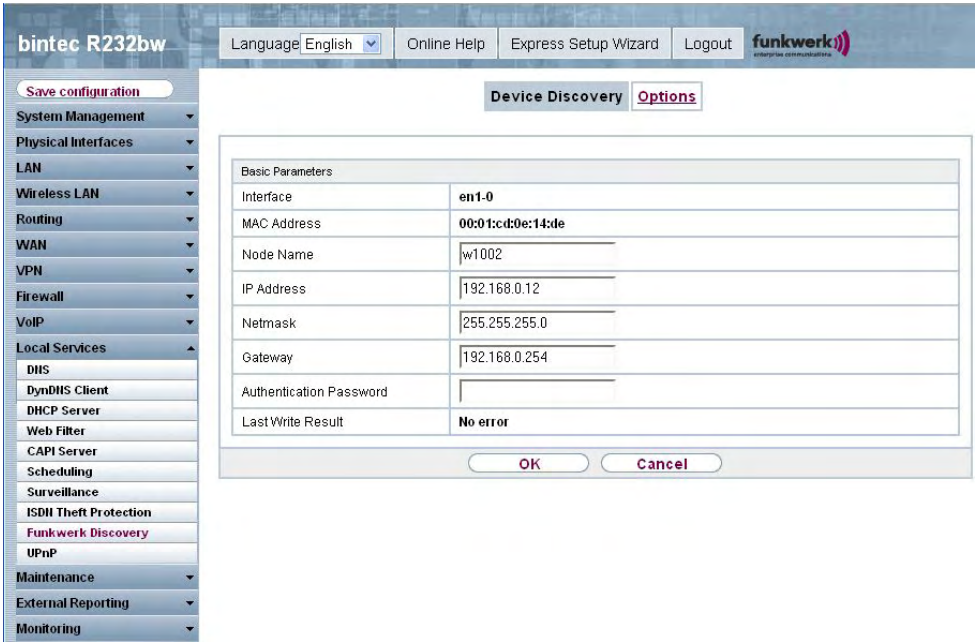 bintec R232bw
Language English
Online Help
Express Setup Wizard
Logout
funkwerk
enterprise communications
Save configuration
System Management
Physical Interfaces
LAN
Wireless LAN
Routing
WAN
VPN
Firewall
VoIP
Local Services
DNS
DynDNS Client
DHCP Server
Web Filter
CAPI Server
Scheduling
Surveillance
ISDN Theft Protection
Funkwerk Discovery
UPnP
Maintenance
External Reporting
Monitoring
Device Discovery Options
Basic Parameters
Interface en1-0
MAC Address 00:01:cd:0e:14:de
Node Name w1002
IP Address 192.168.0.12
Netmask 255.255.255.0
Gateway 192.168.0.254
Authentication Password
Last Write Result No error
OK Cancel